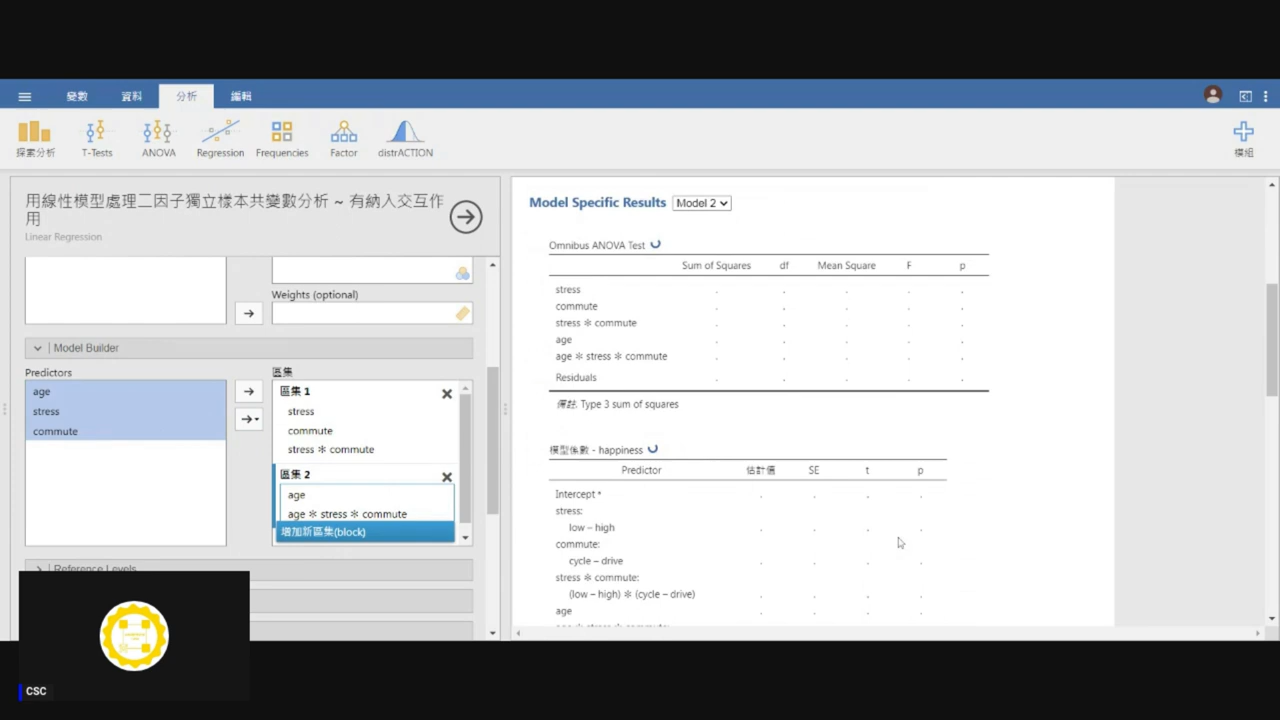 變數 資料 分析 編輯
探索分析 T-Tests ANOVA Regression Frequencies Factor distrACTION 模組
用線性模型處理二因子獨立樣本共變數分析 ~ 有納入交互作
用
Linear Regression
Weights (optional)
Model Builder
Predictors
age
stress
commute
區集
區集 1
stress
commute
stress ✻ commute
區集 2
age
age ✻ stress ✻ commute
增加新區集(block)
Reference Levels
CSC
Model Specific Results Model 2
Omnibus ANOVA Test
Sum of Squares df Mean Square F p
stress . . . . .
commute . . . . .
stress ✻ commute . . . . .
age . . . . .
age ✻ stress ✻ commute . . . . .
Residuals . . . . .
備註. Type 3 sum of squares
模型係數 - happiness
Predictor 估計值 SE t p
Intercept ᵃ . . . .
stress:
low – high . . . .
commute:
cycle – drive . . . .
stress ✻ commute:
(low – high) ✻ (cycle – drive) . . . .
age . . . .
age ✻ stress ✻ commute: